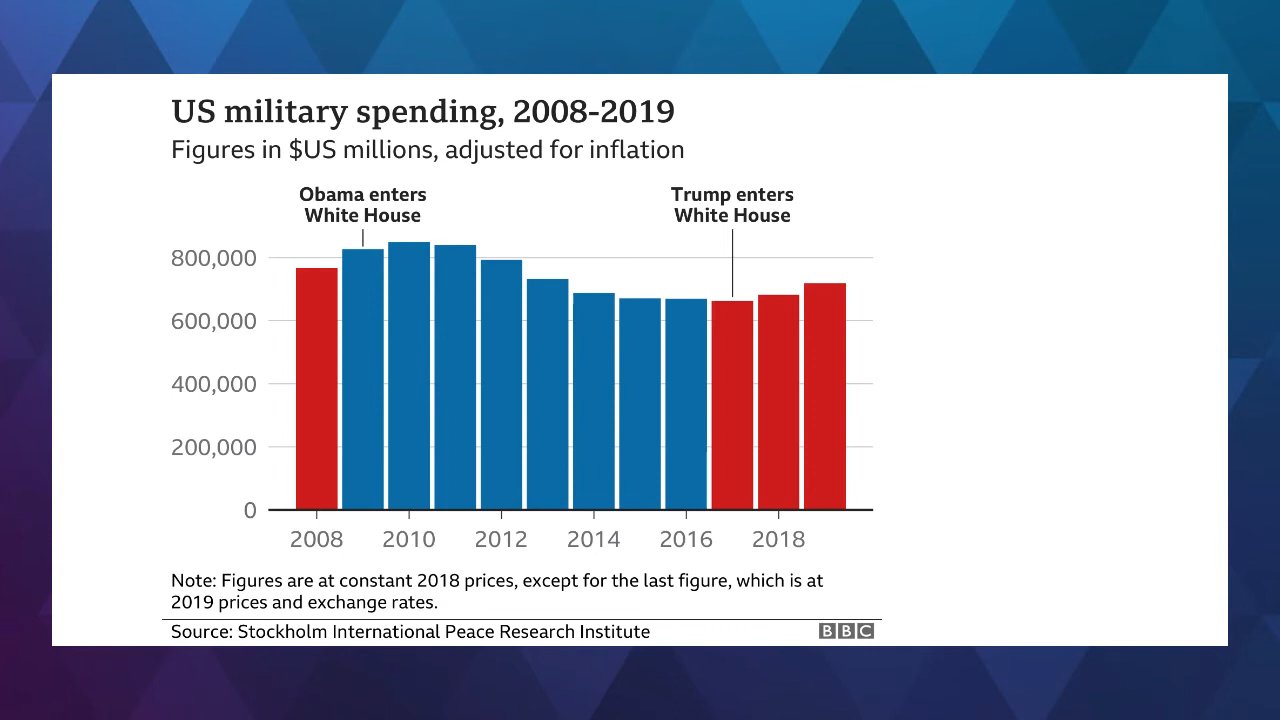 US military spending, 2008-2019
Figures in $US millions, adjusted for inflation
Obama enters
White House
Trump enters
White House
800,000
600,000
400,000
200,000
0
2008 2010 2012 2014 2016 2018
Note: Figures are at constant 2018 prices, except for the last figure, which is at
2019 prices and exchange rates.
Source: Stockholm International Peace Research Institute
BBC